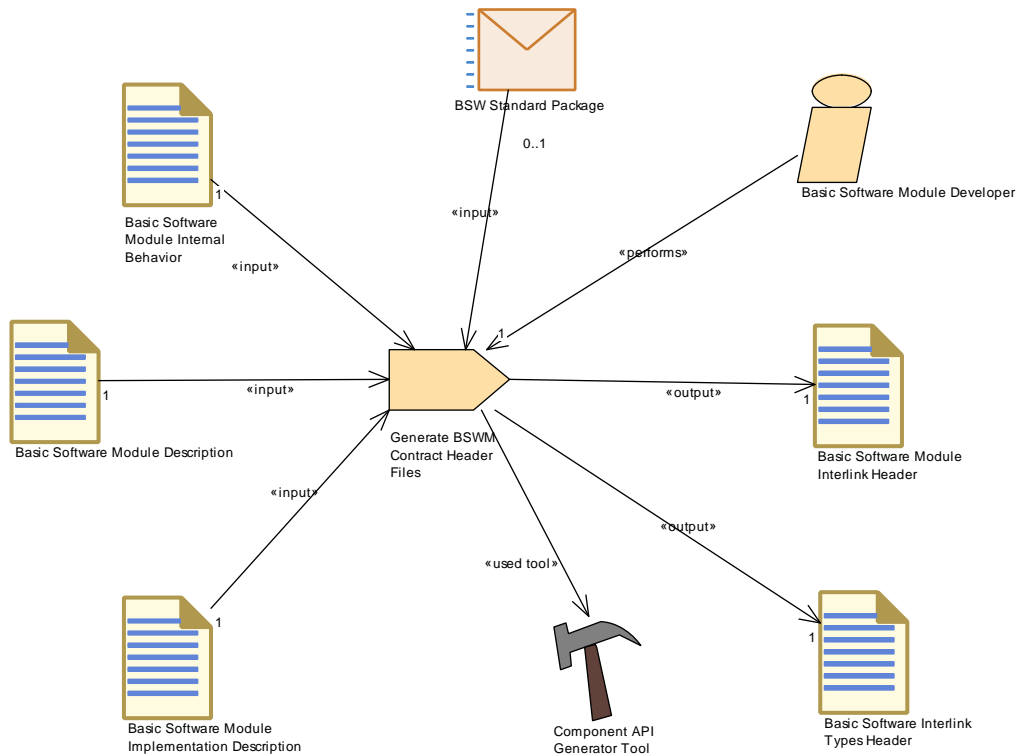 BSW Standard Package
0..1
Basic Software Module Developer
1
Basic Software
Module Internal
Behavior
«input»
«performs»
«input»
1
«input»
1
Basic Software Module Description
Generate BSWM
Contract Header
Files
«output»
1
Basic Software Module
Interlink Header
«input»
1
Basic Software Module
Implementation Description
«used tool»
Component API
Generator Tool
«output»
1
Basic Software Interlink
Types Header